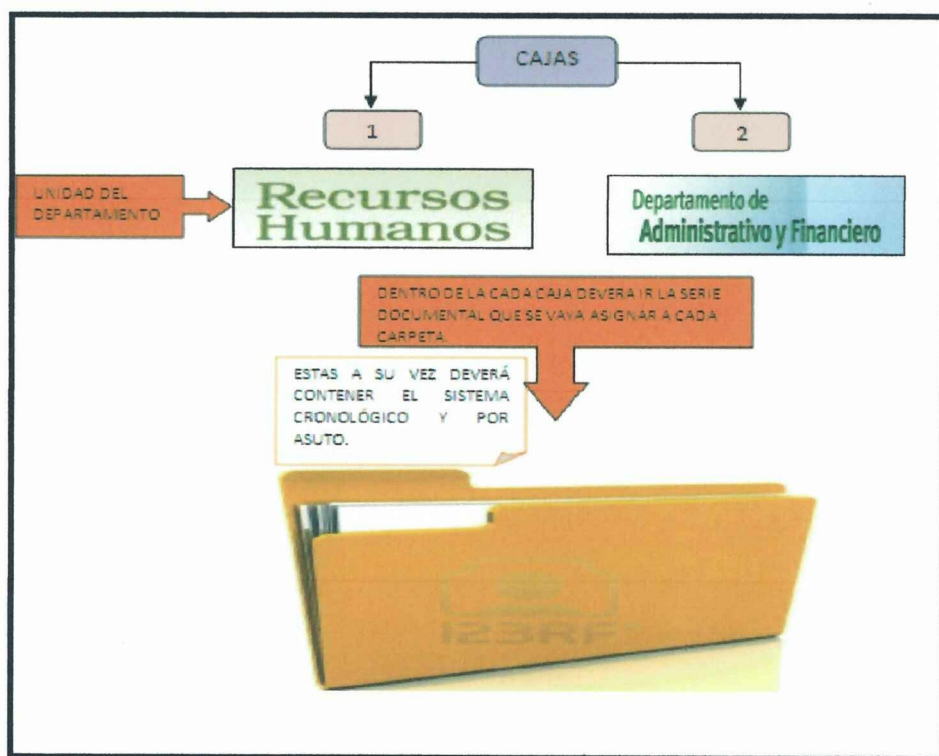 CAJAS
1
2
UNIDAD DEL
DEPARTAMENTO
Recursos
Humanos
Departamento de
Administrativo y Financiero
DENTRO DE LA CADA CAJA DEVERA IR LA SERIE
DOCUMENTAL QUE SE VAYA ASIGNAR A CADA
CARPETA.
ESTAS A SU VEZ DEVERÁ
CONTENER EL SISTEMA
CRONOLÓGICO Y POR
ASUTO.
123RF